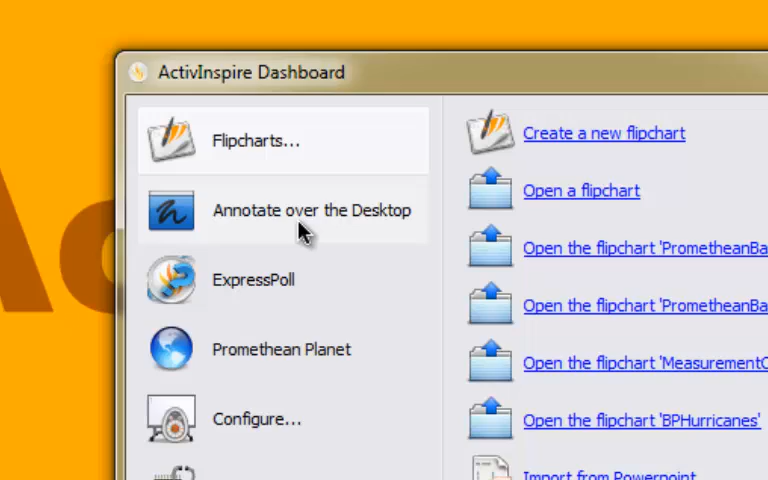 ActivInspire Dashboard
Flipcharts...
Annotate over the Desktop
ExpressPoll
Promethean Planet
Configure...
Create a new flipchart
Open a flipchart
Open the flipchart 'PrometheanBa
Open the flipchart 'PrometheanBa
Open the flipchart 'MeasurementC
Open the flipchart 'BPHurricanes'
Import from Powerpoint
Ac